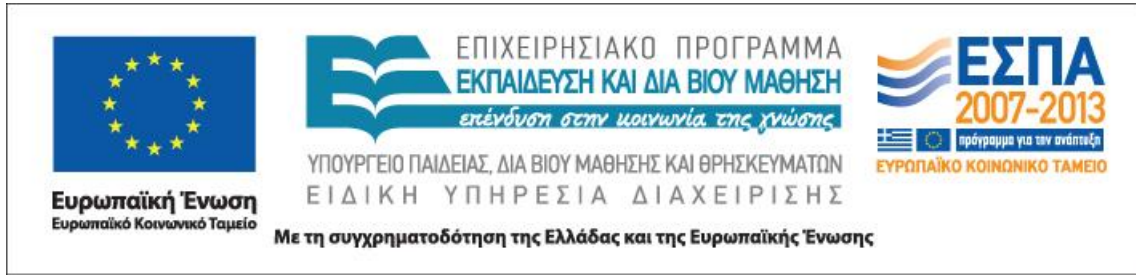 Ευρωπαϊκή Ένωση
Ευρωπαϊκό Κοινωνικό Ταμείο
ΕΠΙΧΕΙΡΗΣΙΑΚΟ ΠΡΟΓΡΑΜΜΑ
ΕΚΠΑΙΔΕΥΣΗ ΚΑΙ ΔΙΑ ΒΙΟΥ ΜΑΘΗΣΗ
επένδυση στην κοινωνία της γνώσης
ΥΠΟΥΡΓΕΙΟ ΠΑΙΔΕΙΑΣ, ΔΙΑ ΒΙΟΥ ΜΑΘΗΣΗΣ ΚΑΙ ΘΡΗΣΚΕΥΜΑΤΩΝ
ΕΙΔΙΚΗ ΥΠΗΡΕΣΙΑ ΔΙΑΧΕΙΡΙΣΗΣ
Με τη συγχρηματοδότηση της Ελλάδας και της Ευρωπαϊκής Ένωσης
ΕΣΠΑ
2007-2013
πρόγραμμα για την ανάπτυξη
ΕΥΡΩΠΑΪΚΟ ΚΟΙΝΩΝΙΚΟ ΤΑΜΕΙΟ